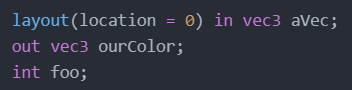 layout(location = 0) in vec3 aVec;
out vec3 ourColor;
int foo;